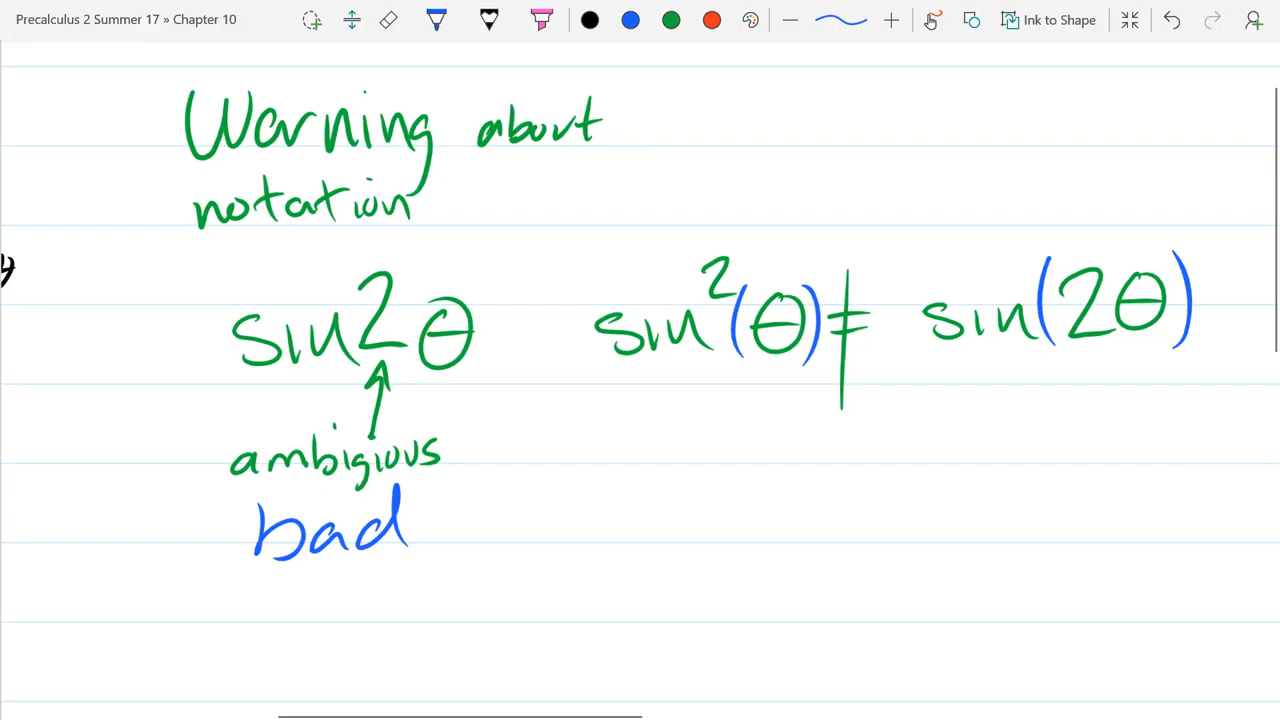 Precalculus 2 Summer 17 » Chapter 10
Ink to Shape
Warning about
notation
sin2θ sin²(θ) ≠ sin(2θ)
ambigious
bad